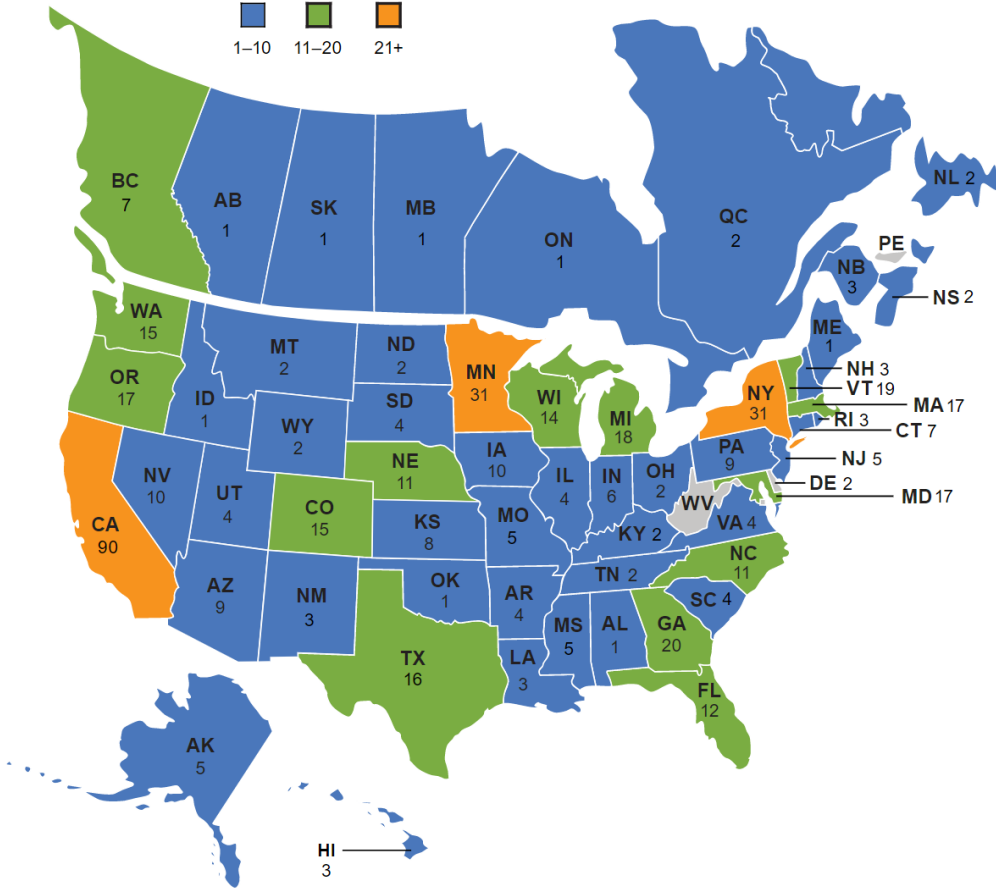 1–10 11–20 21+
BC
7
AB
1
SK
1
MB
1
ON
1
QC
2
NL 2
PE
NB
3
NS 2
WA
15
MT
2
ND
2
MN
31
ME
1
OR
17
ID
1
WY
2
SD
4
WI
14
MI
18
NY
31
NH 3
VT 19
MA 17
RI 3
CT 7
NV
10
UT
4
CO
15
NE
11
IA
10
IL
4
IN
6
OH
2
PA
9
NJ 5
DE 2
MD 17
CA
90
KS
8
MO
5
KY 2
WV
VA 4
AZ
9
NM
3
OK
1
AR
4
TN 2
NC
11
SC 4
TX
16
LA
3
MS
5
AL
1
GA
20
FL
12
AK
5
HI
3